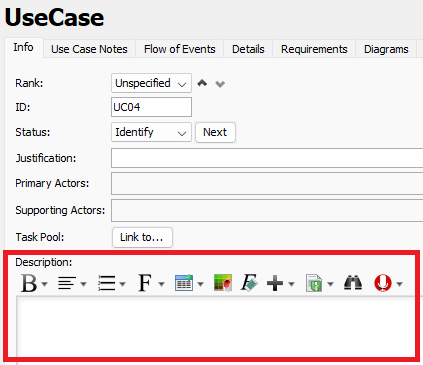 UseCase
Info Use Case Notes Flow of Events Details Requirements Diagrams
Rank: Unspecified
ID: UC04
Status: Identify Next
Justification:
Primary Actors:
Supporting Actors:
Task Pool: Link to...
Description:
B F F